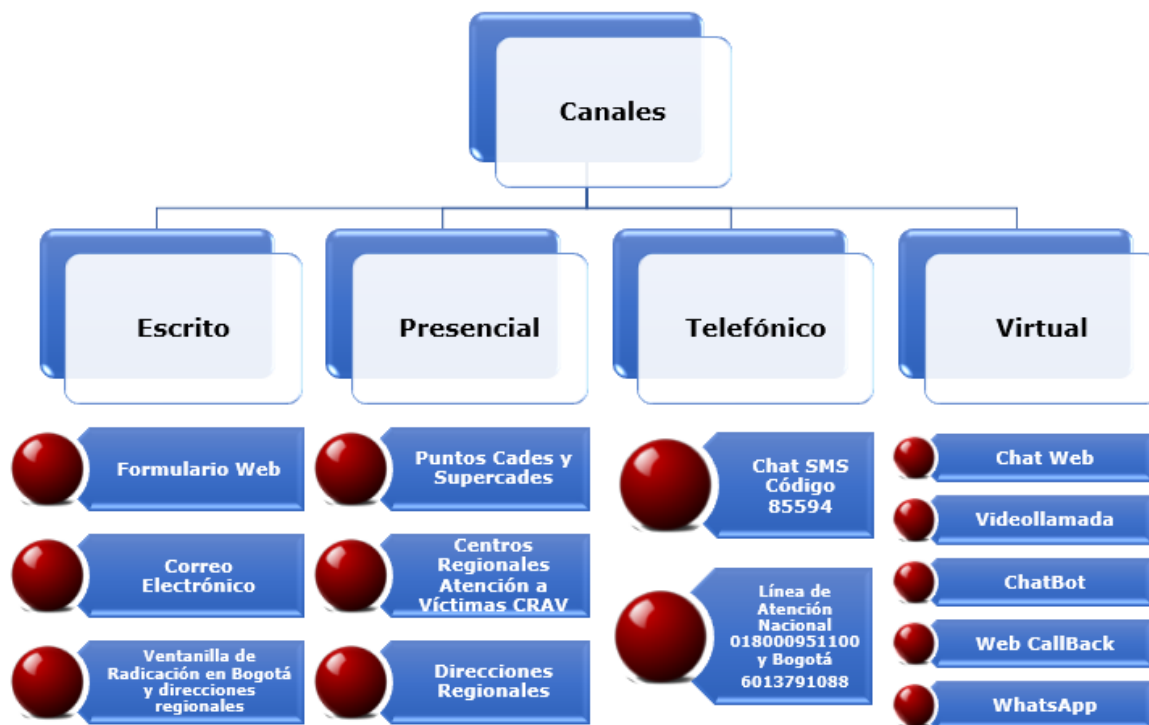 Canales
Escrito
Presencial
Telefónico
Virtual
Formulario Web
Correo
Electrónico
Ventanilla de
Radicación en Bogotá
y direcciones
regionales
Puntos Cades y
Supercades
Centros
Regionales
Atención a
Víctimas CRAV
Direcciones
Regionales
Chat SMS
Código
85594
Línea de
Atención
Nacional
018000951100
y Bogotá
6013791088
Chat Web
Videollamada
ChatBot
Web CallBack
WhatsApp